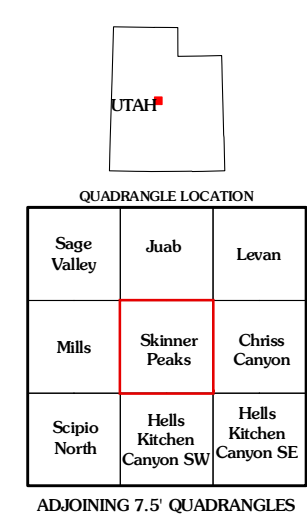 UTAH
QUADRANGLE LOCATION
Sage
Valley
Juab
Levan
Mills
Skinner
Peaks
Chriss
Canyon
Scipio
North
Hells
Kitchen
Canyon SW
Hells
Kitchen
Canyon SE
ADJOINING 7.5' QUADRANGLES